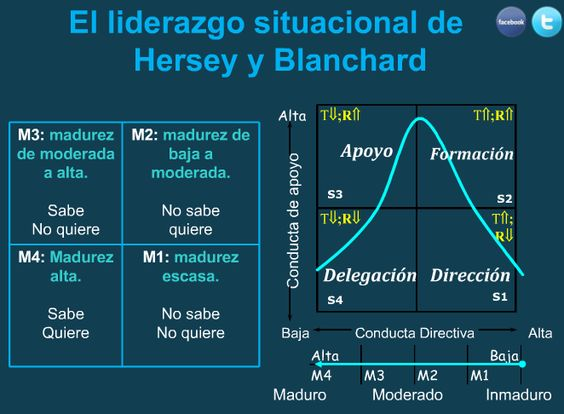 El liderazgo situacional de
Hersey y Blanchard
facebook
M3: madurez
de moderada
a alta.
Sabe
No quiere
M2: madurez de
baja a
moderada.
No sabe
quiere
M4: Madurez
alta.
Sabe
Quiere
M1: madurez
escasa.
No sabe
No quiere
Alta
Conducta de apoyo
T⇓;R⇑
Apoyo
S3
T⇑;R⇑
Formación
S2
T⇓;R⇓
Delegación
S4
T⇑;
R⇓
Dirección
S1
Baja
Conducta Directiva
Alta
Alta
Baja
M4
M3
M2
M1
Maduro
Moderado
Inmaduro